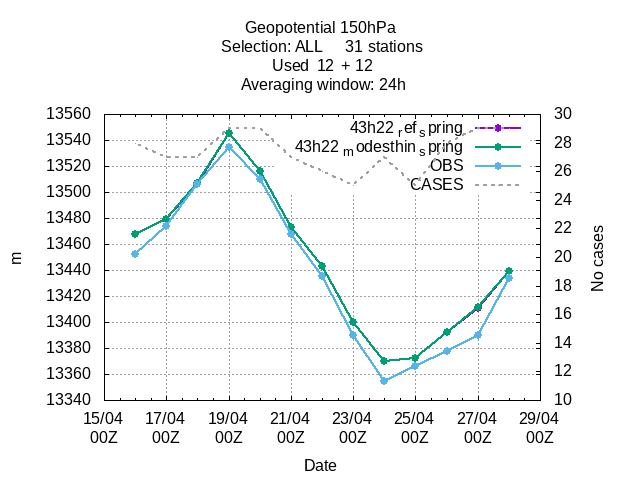 Geopotential 150hPa
Selection: ALL 31 stations
Used 12 + 12
Averaging window: 24h
13560
13540
13520
13500
13480
13460
13440
13420
13400
13380
13360
13340
30
28
26
24
22
20
18
16
14
12
10
43h22 ref spring
43h22 modesthin spring
OBS
CASES
m
No cases
15/04 17/04 19/04 21/04 23/04 25/04 27/04 29/04
00Z 00Z 00Z 00Z 00Z 00Z 00Z 00Z
Date